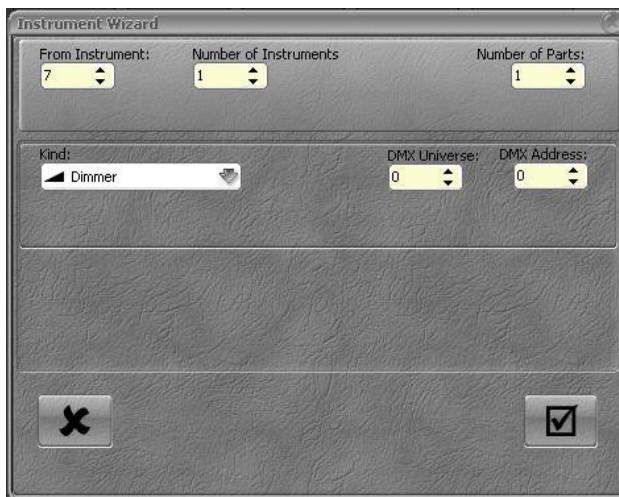 Instrument Wizard
From Instrument: Number of Instruments Number of Parts:
7 1 1
Kind: DMX Universe: DMX Address:
Dimmer 0 0